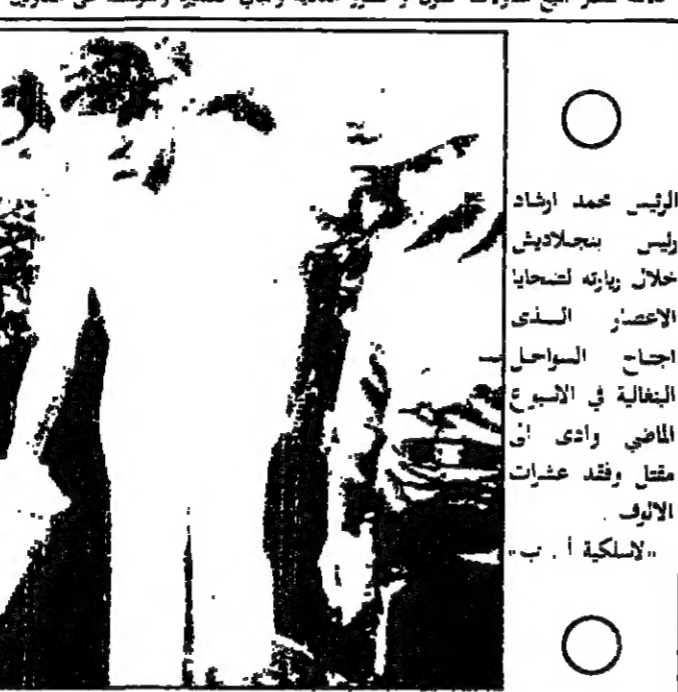 الرئيس محمد ارشاد
رئيس بنجلاديش
خلال زيارته لضحايا
الاعصار الذى
اجتاح السواحل
البنغالية في الاسبوع
الماضي وادى الى
مقتل وفقد عشرات
الالوف .
«لاسلكية أ . ب»